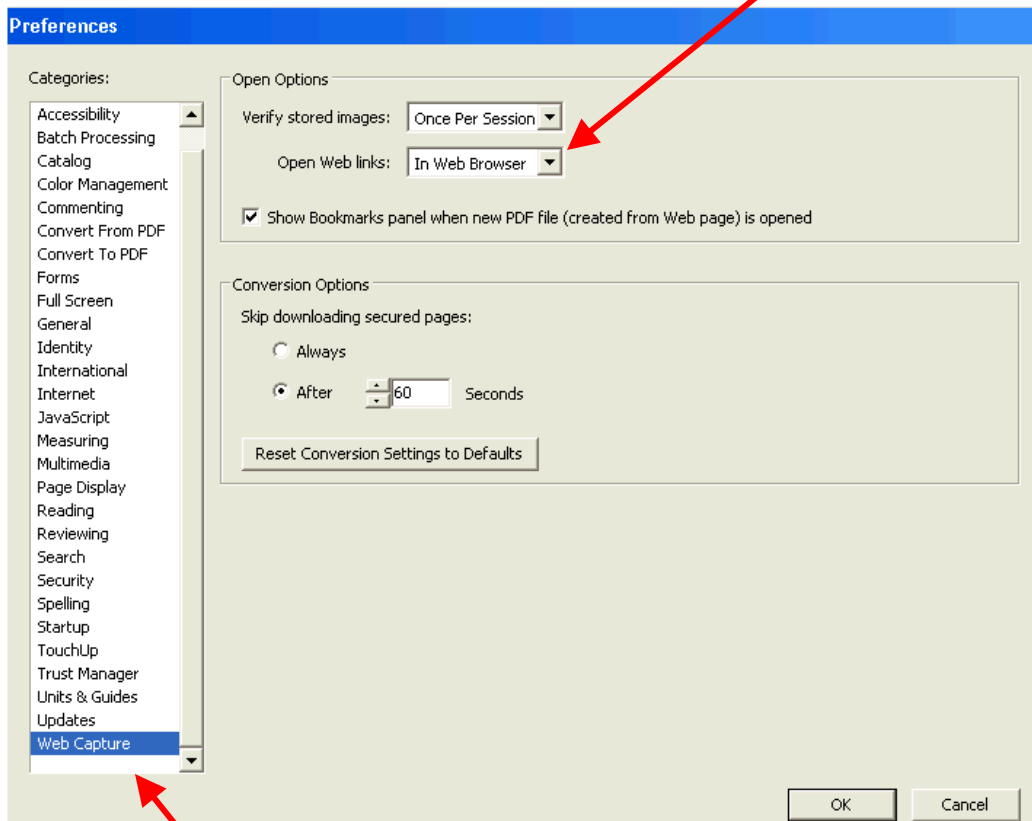 Preferences
Categories:
Accessibility
Batch Processing
Catalog
Color Management
Commenting
Convert From PDF
Convert To PDF
Forms
Full Screen
General
Identity
International
Internet
JavaScript
Measuring
Multimedia
Page Display
Reading
Reviewing
Search
Security
Spelling
Startup
TouchUp
Trust Manager
Units & Guides
Updates
Web Capture
Open Options
Verify stored images: Once Per Session
Open Web links: In Web Browser
Show Bookmarks panel when new PDF file (created from Web page) is opened
Conversion Options
Skip downloading secured pages:
Always
After 60 Seconds
Reset Conversion Settings to Defaults
OK Cancel